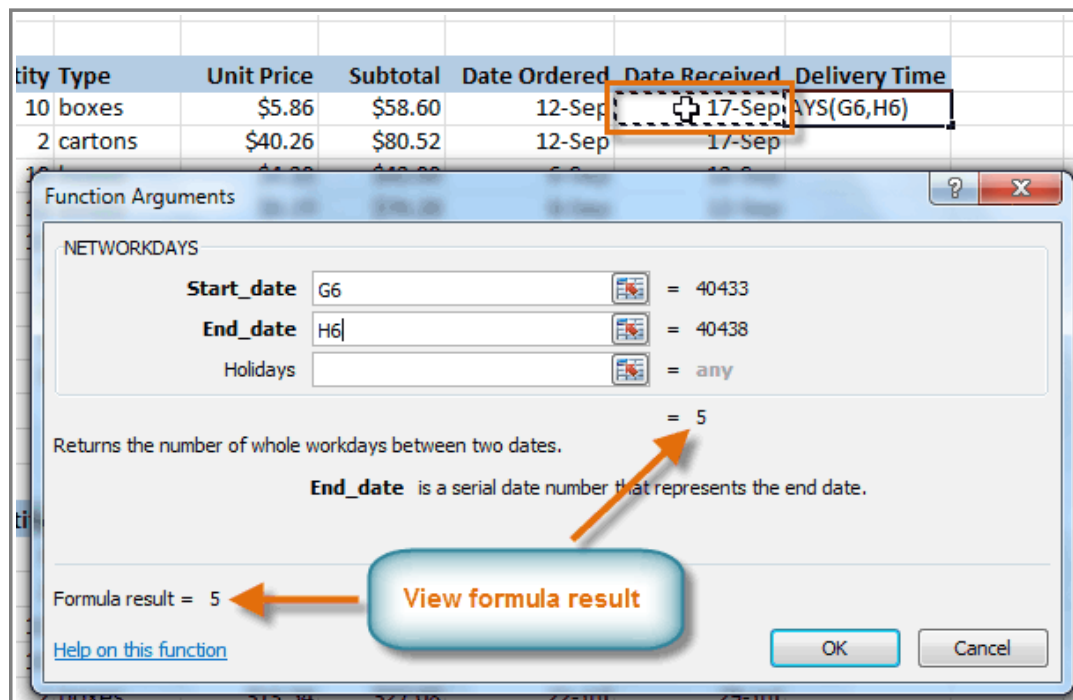 tity Type Unit Price Subtotal Date Ordered Date Received Delivery Time
10 boxes $5.86 $58.60 12-Sep 17-Sep AYS(G6,H6)
2 cartons $40.26 $80.52 12-Sep 17-Sep
Function Arguments
NETWORKDAYS
Start_date G6 = 40433
End_date H6 = 40438
Holidays = any
= 5
Returns the number of whole workdays between two dates.
End_date is a serial date number that represents the end date.
View formula result
Formula result = 5
Help on this function
OK Cancel